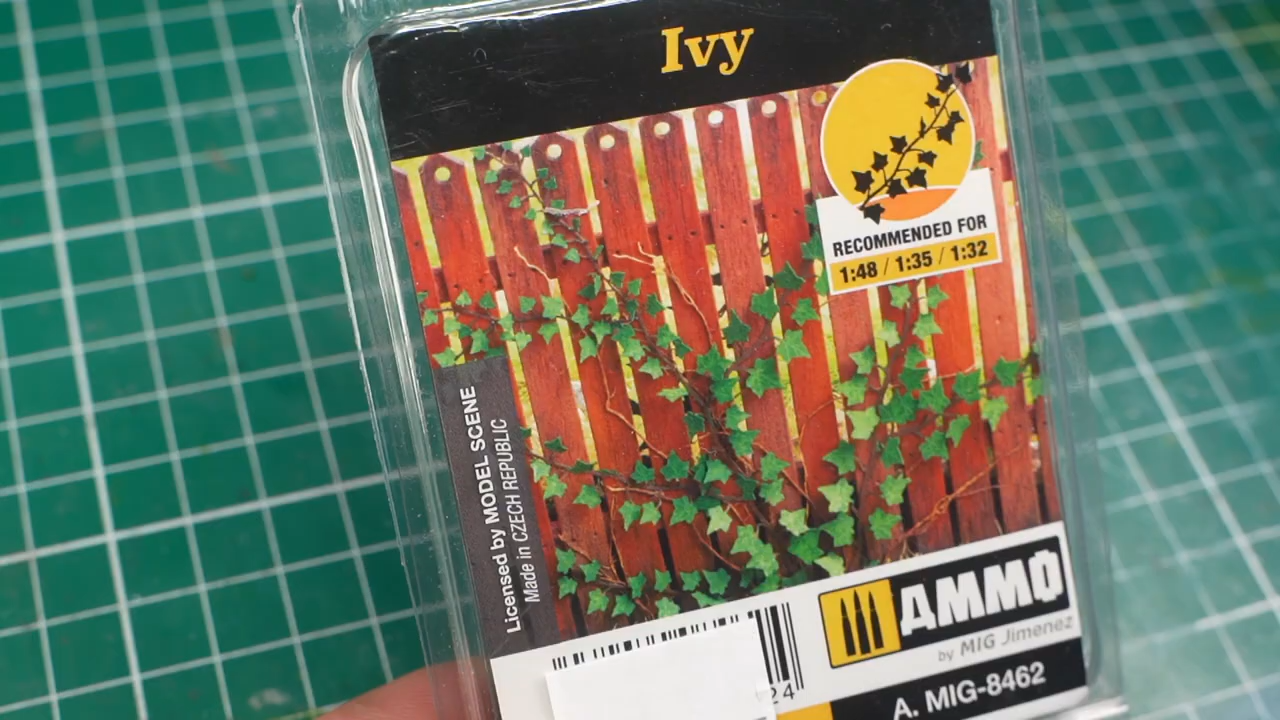 Ivy
RECOMMENDED FOR
1:48 / 1:35 / 1:32
Licensed by MODEL SCENE
Made in CZECH REPUBLIC
AMMO
by MIG Jimenez
24
A. MIG-8462